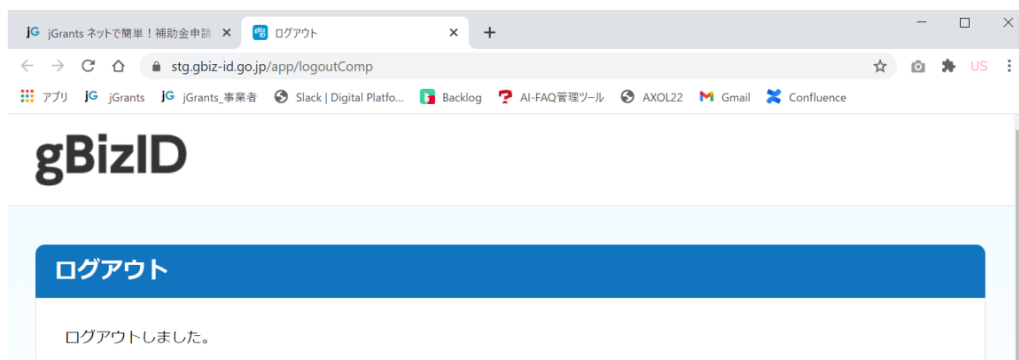 jG jGrants ネットで簡単！補助金申請
ログアウト
stg.gbiz-id.go.jp/app/logoutComp
US
アプリ jG jGrants jG jGrants_事業者 Slack | Digital Platfo... Backlog ? AI-FAQ管理ツール AXOL22 Gmail Confluence
gBizID
ログアウト
ログアウトしました。